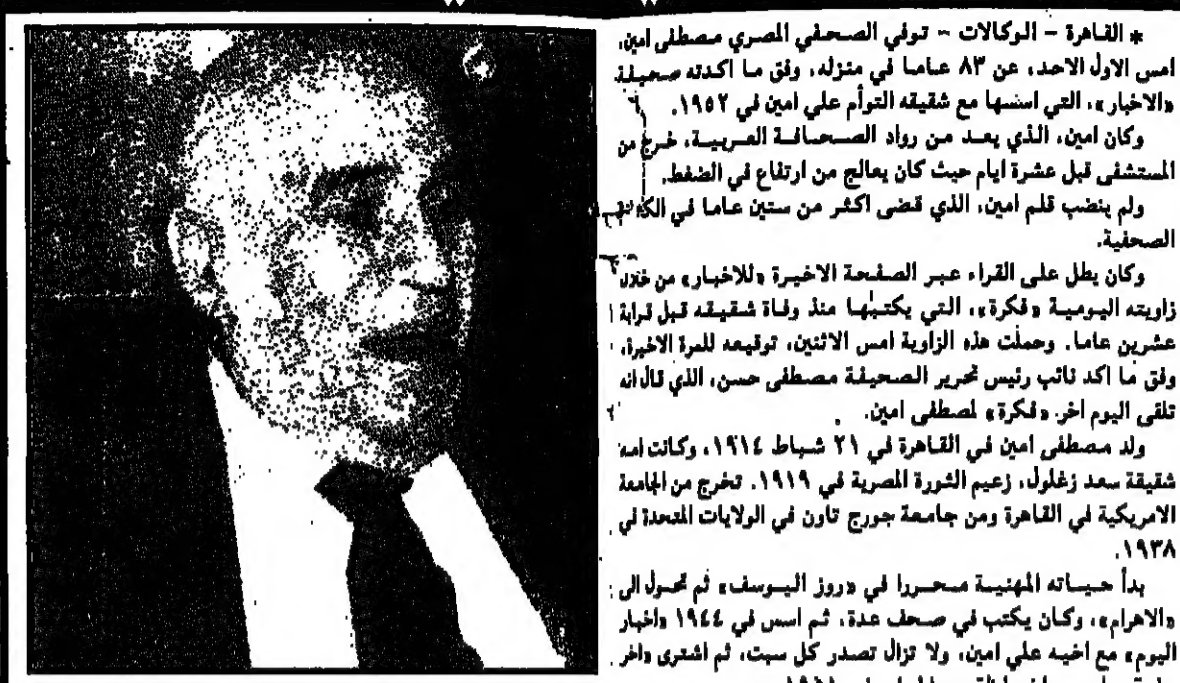 * القاهرة - الوكالات - توفي الصحفي المصري مصطفى امين،
امس الاول الاحد، عن ٨٣ عاما في منزله، وفق ما اكدته صحيفة
«الاخبار»، التي اسسها مع شقيقه التوأم علي امين في ١٩٥٢.
وكان امين، الذي يعد من رواد الصحافة العربية، خرج من
المستشفى قبل عشرة ايام حيث كان يعالج من ارتفاع في الضغط.
ولم ينضب قلم امين، الذي قضى اكثر من ستين عاما في
الصحفية.
وكان يطل على القراء عبر الصفحة الاخيرة «للاخبار» من خلال
زاويته اليومية «فكرة»، التي يكتبها منذ وفاة شقيقه قبل قرابة
عشرين عاما. وحملت هذه الزاوية امس الاثنين، توقيعه للمرة الاخيرة،
وفق ما اكد نائب رئيس تحرير الصحيفة مصطفى حسن، الذي قال انه
تلقى اليوم اخر «فكرة» لمصطفى امين.
ولد مصطفى امين في القاهرة في ٢١ شباط ١٩١٤، وكانت امه
شقيقة سعد زغلول، زعيم الثورة المصرية في ١٩١٩. تخرج من الجامعة
الامريكية في القاهرة ومن جامعة جورج تاون في الولايات المتحدة في
١٩٣٨.
بدأ حياته المهنية محررا في «روز اليوسف» ثم تحول الى
«الاهرام»، وكان يكتب في صحف عدة، ثم اسس في ١٩٤٤ «اخبار
اليوم» مع اخيه علي امين، ولا تزال تصدر كل سبت، ثم اشترى «اخر